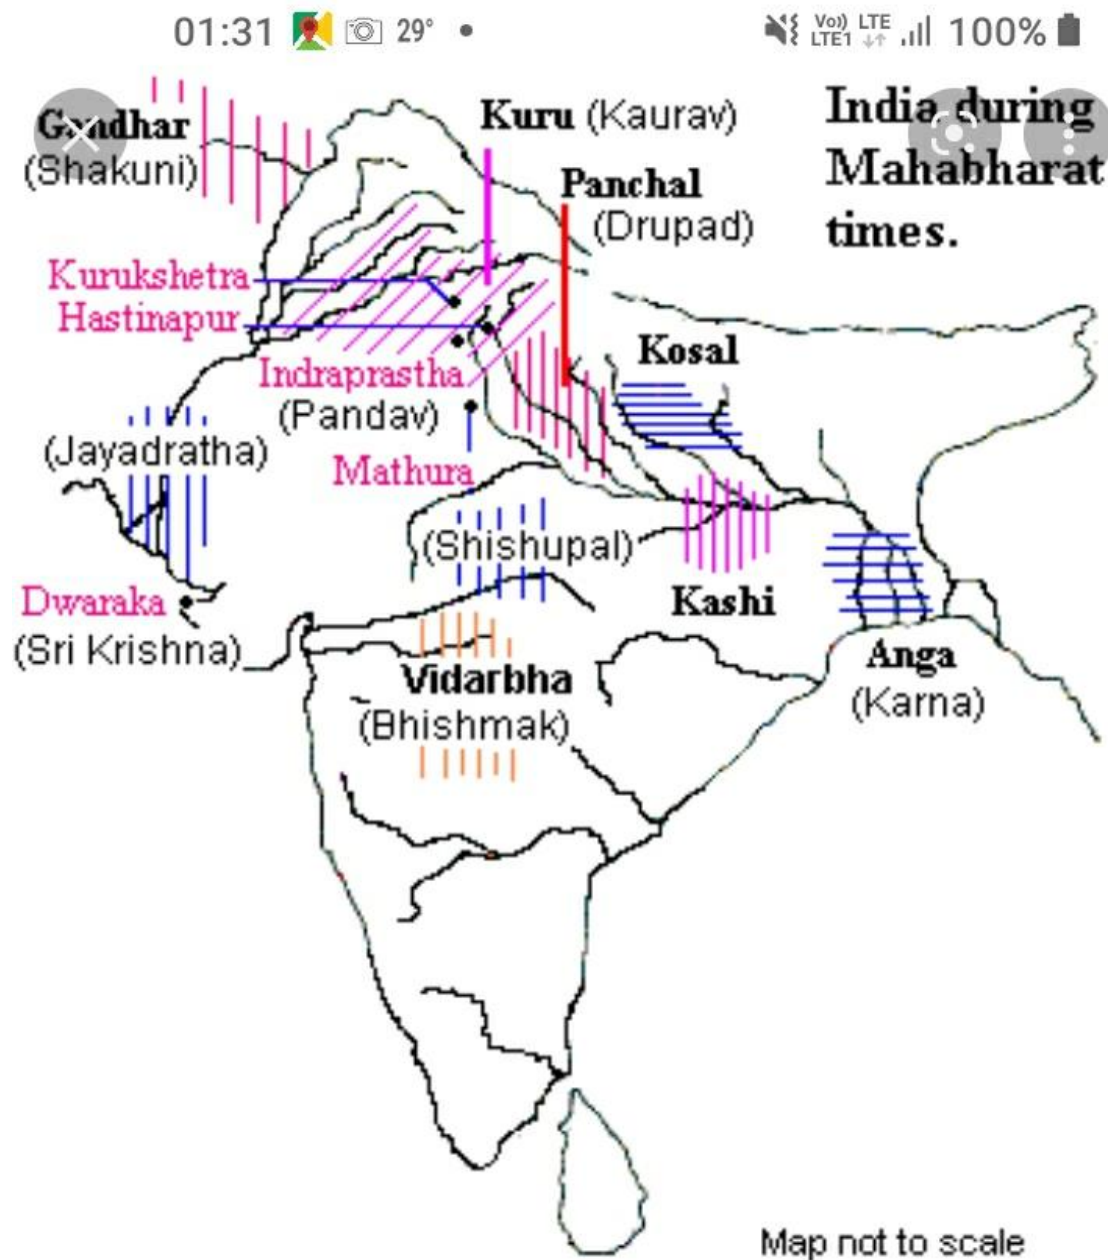 01:31 29° Vo)) LTE LTE1 100%
Gandhar
(Shakuni)
Kuru (Kaurav)
India during
Mahabharat
times.
Panchal
(Drupad)
Kurukshetra
Hastinapur
Kosal
Indraprastha
(Pandav)
(Jayadratha)
Mathura
(Shishupal)
Dwaraka
(Sri Krishna)
Kashi
Anga
(Karna)
Vidarbha
(Bhishmak)
Map not to scale